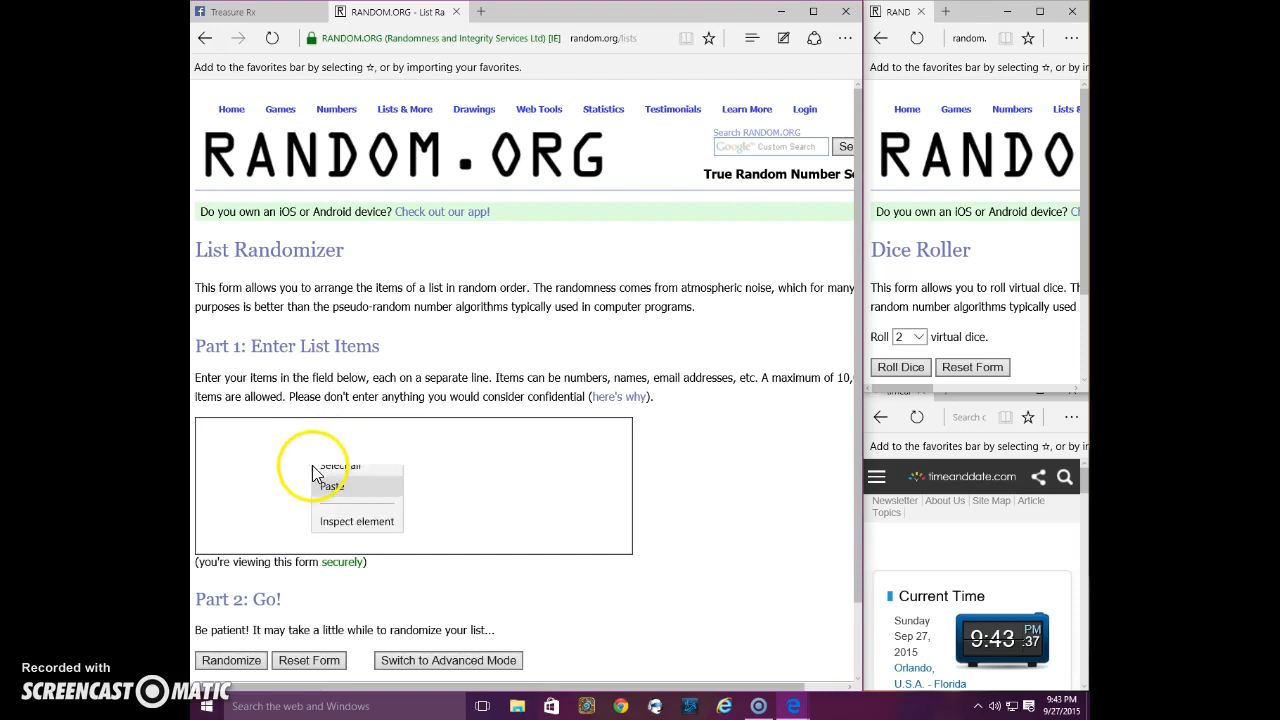 Treasure Rx
RANDOM.ORG - List Ra
RANDOM.ORG (Randomness and Integrity Services Ltd) [IE] random.org/lists
Add to the favorites bar by selecting ☆, or by importing your favorites.
Home Games Numbers Lists & More Drawings Web Tools Statistics Testimonials Learn More Login
RANDOM.ORG
Search RANDOM.ORG
Google Custom Search
Se
True Random Number Se
Do you own an iOS or Android device? Check out our app!
List Randomizer
This form allows you to arrange the items of a list in random order. The randomness comes from atmospheric noise, which for many
purposes is better than the pseudo-random number algorithms typically used in computer programs.
Part 1: Enter List Items
Enter your items in the field below, each on a separate line. Items can be numbers, names, email addresses, etc. A maximum of 10,
items are allowed. Please don't enter anything you would consider confidential (here's why).
Select all
Paste
Inspect element
(you're viewing this form securely)
Part 2: Go!
Be patient! It may take a little while to randomize your list...
Randomize Reset Form Switch to Advanced Mode
RAND
random.
Add to the favorites bar by selecting ☆, or by i
Home Games Numbers Lists &
RANDO
Do you own an iOS or Android device? Ch
Dice Roller
This form allows you to roll virtual dice. Th
random number algorithms typically used
Roll 2 virtual dice.
Roll Dice Reset Form
Search o
Add to the favorites bar by selecting ☆, or by i
timeanddate.com
Newsletter About Us Site Map Article
Topics
Current Time
Sunday
Sep 27,
2015
Orlando,
U.S.A. - Florida
9:43 PM .37
Recorded with
SCREENCAST-O-MATIC
Search the web and Windows
9:43 PM
9/27/2015